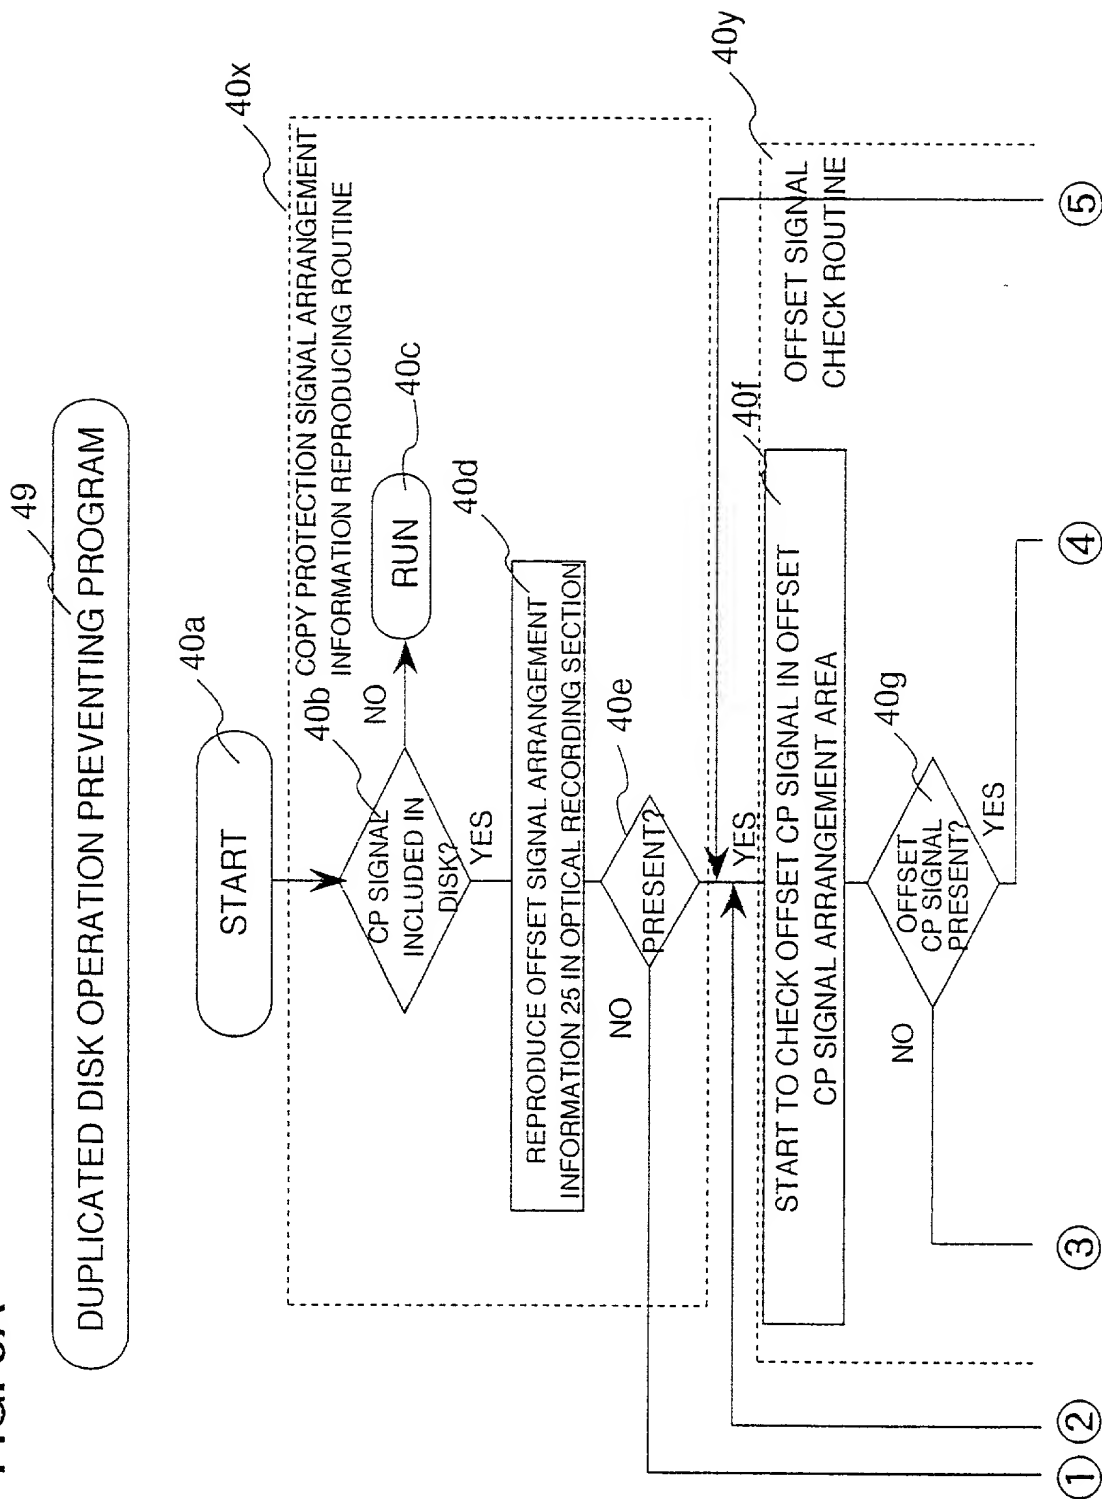 49
DUPLICATED DISK OPERATION PREVENTING PROGRAM
40a
START
40x
COPY PROTECTION SIGNAL ARRANGEMENT
INFORMATION REPRODUCING ROUTINE
40b
CP SIGNAL
INCLUDED IN
DISK?
NO
RUN
40c
YES
40d
REPRODUCE OFFSET SIGNAL ARRANGEMENT
INFORMATION 25 IN OPTICAL RECORDING SECTION
40e
PRESENT?
NO
YES
40y
OFFSET SIGNAL
CHECK ROUTINE
40f
START TO CHECK OFFSET CP SIGNAL IN OFFSET
CP SIGNAL ARRANGEMENT AREA
40g
OFFSET
CP SIGNAL
PRESENT?
NO
YES
① ② ③ ④ ⑤